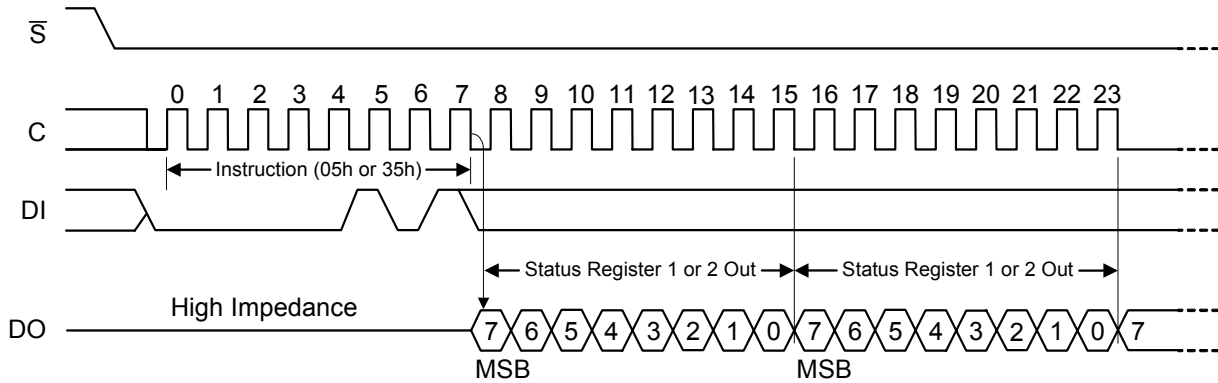 S
0 1 2 3 4 5 6 7 8 9 10 11 12 13 14 15 16 17 18 19 20 21 22 23
C
Instruction (05h or 35h)
DI
Status Register 1 or 2 Out Status Register 1 or 2 Out
High Impedance
DO 7 6 5 4 3 2 1 0 7 6 5 4 3 2 1 0 7
MSB MSB